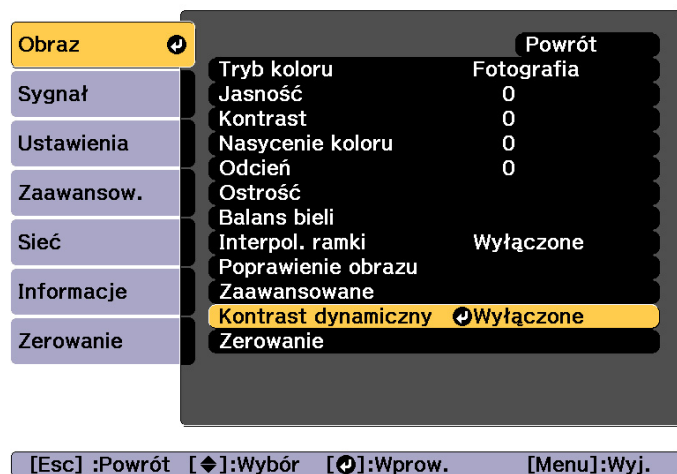 Obraz
Sygnał
Ustawienia
Zaawansow.
Sieć
Informacje
Zerowanie
Powrót
Tryb koloru Fotografia
Jasność 0
Kontrast 0
Nasycenie koloru 0
Odcień 0
Ostrość
Balans bieli
Interpol. ramki Wyłączone
Poprawienie obrazu
Zaawansowane
Kontrast dynamiczny Wyłączone
Zerowanie
[Esc] :Powrót [◆]:Wybór [↵]:Wprow. [Menu]:Wyj.